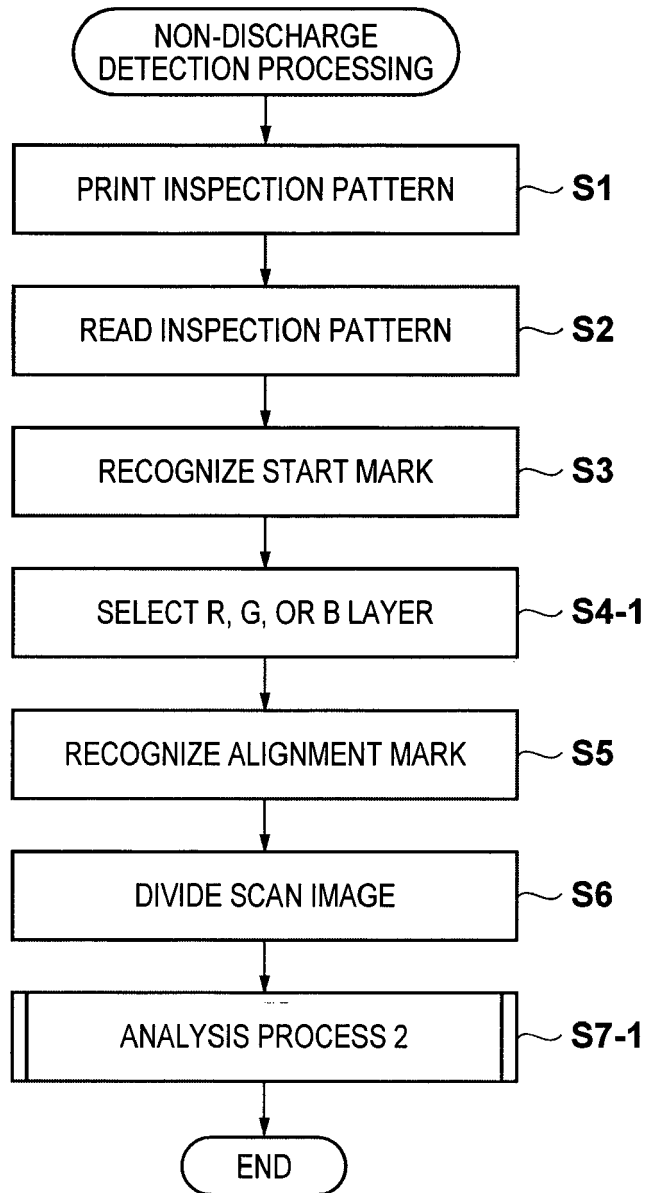 NON-DISCHARGE
DETECTION PROCESSING
PRINT INSPECTION PATTERN
S1
READ INSPECTION PATTERN
S2
RECOGNIZE START MARK
S3
SELECT R, G, OR B LAYER
S4-1
RECOGNIZE ALIGNMENT MARK
S5
DIVIDE SCAN IMAGE
S6
ANALYSIS PROCESS 2
S7-1
END